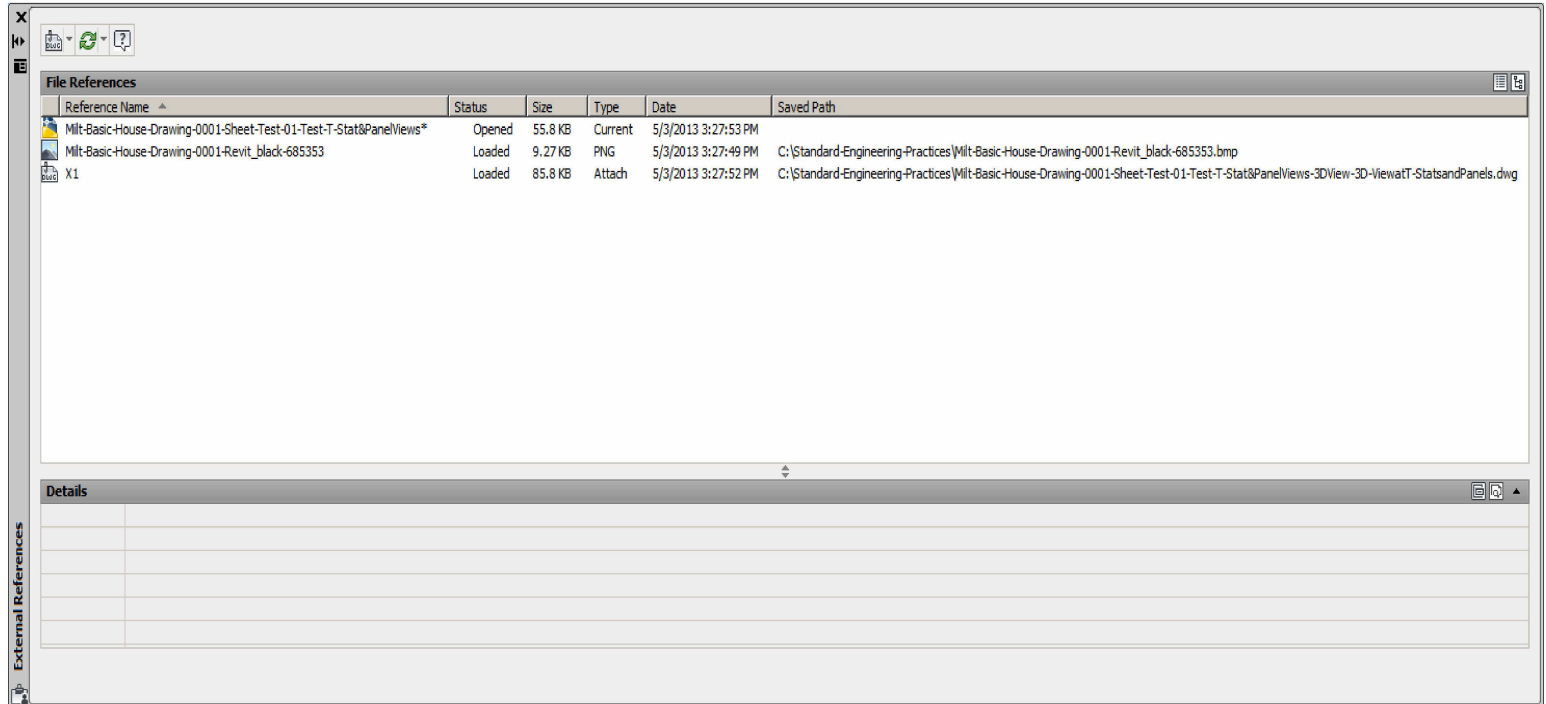 File References
Reference Name Status Size Type Date Saved Path
Milt-Basic-House-Drawing-0001-Sheet-Test-01-Test-T-Stat&PanelViews* Opened 55.8 KB Current 5/3/2013 3:27:53 PM
Milt-Basic-House-Drawing-0001-Revit_black-685353 Loaded 9.27 KB PNG 5/3/2013 3:27:49 PM C:\Standard-Engineering-Practices\Milt-Basic-House-Drawing-0001-Revit_black-685353.bmp
X1 Loaded 85.8 KB Attach 5/3/2013 3:27:52 PM C:\Standard-Engineering-Practices\Milt-Basic-House-Drawing-0001-Sheet-Test-01-Test-T-Stat&PanelViews-3DView-3D-ViewatT-StatsandPanels.dwg
Details
External References